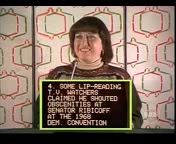 4. SOME LIP-READING
T.V. WATCHERS
CLAIMED HE SHOUTED
OBSCENITIES AT
SENATOR RIBICOFF
AT THE 1968
DEM. CONVENTION